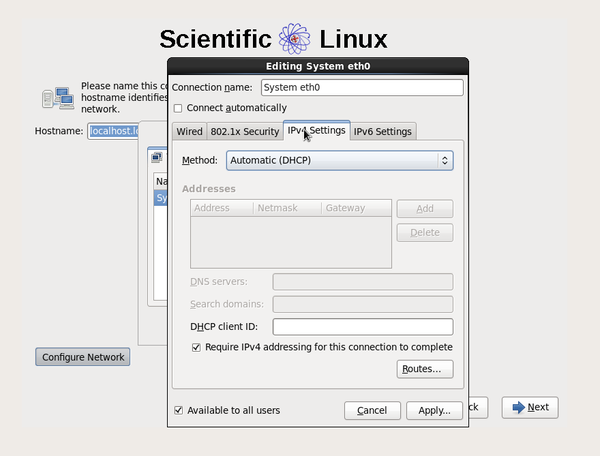 Scientific Linux
Editing System eth0
Please name this co
hostname identifies
network.
Hostname: localhost.lo
Connection name: System eth0
Connect automatically
Wired 802.1x Security IPv4 Settings IPv6 Settings
Method: Automatic (DHCP)
Addresses
Address Netmask Gateway
Add
Delete
DNS servers:
Search domains:
DHCP client ID:
Require IPv4 addressing for this connection to complete
Routes...
Configure Network
Available to all users
Cancel Apply...
Na
Sy
ck Next